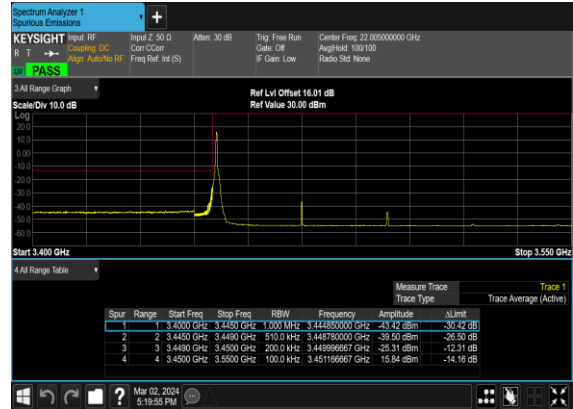 Spectrum Analyzer 1
Spurious Emissions
+
KEYSIGHT Input: RF Input Z: 50 Ω Atten: 30 dB Trig: Free Run Center Freq: 22.005000000 GHz
R T Coupling: DC Corr CCorr Gate: Off Avg|Hold: 100/100
Align: Auto/No RF Freq Ref: Int (S) IF Gain: Low Radio Std: None
PASS
3 All Range Graph
Ref Lvl Offset 16.01 dB
Scale/Div 10.0 dB Ref Value 30.00 dBm
Log
20.0
10.0
0.00
-10.0
-20.0
-30.0
-40.0
-50.0
-60.0
Start 3.400 GHz Stop 3.550 GHz
4 All Range Table
Measure Trace Trace 1
Trace Type Trace Average (Active)
Spur Range Start Freq Stop Freq RBW Frequency Amplitude ΔLimit
1 1 3.4000 GHz 3.4450 GHz 1.000 MHz 3.444850000 GHz -43.42 dBm -30.42 dB
2 2 3.4450 GHz 3.4490 GHz 510.0 kHz 3.448780000 GHz -39.50 dBm -26.50 dB
3 3 3.4490 GHz 3.4500 GHz 200.0 kHz 3.449996667 GHz -25.31 dBm -12.31 dB
4 4 3.4500 GHz 3.5500 GHz 100.0 kHz 3.451166667 GHz 15.84 dBm -14.16 dB
? Mar 02, 2024
5:19:55 PM